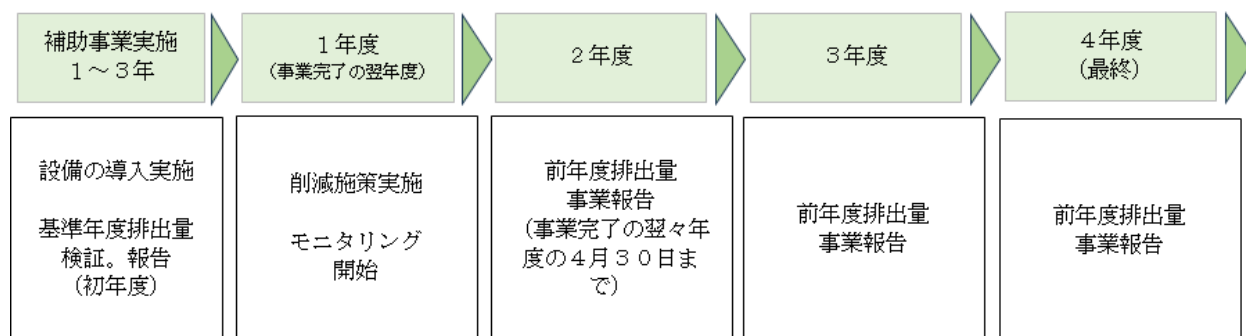 補助事業実施
１～３年
１年度
（事業完了の翌年度）
２年度
３年度
４年度
（最終）
設備の導入実施
基準年度排出量
検証。報告
（初年度）
削減施策実施
モニタリング
開始
前年度排出量
事業報告
（事業完了の翌々年
度の４月３０日ま
で）
前年度排出量
事業報告
前年度排出量
事業報告